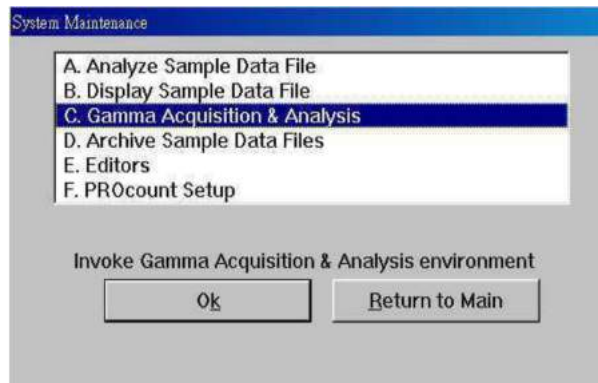 System Maintenance
A. Analyze Sample Data File
B. Display Sample Data File
C. Gamma Acquisition & Analysis
D. Archive Sample Data Files
E. Editors
F. PROcount Setup
Invoke Gamma Acquisition & Analysis environment
Ok
Return to Main